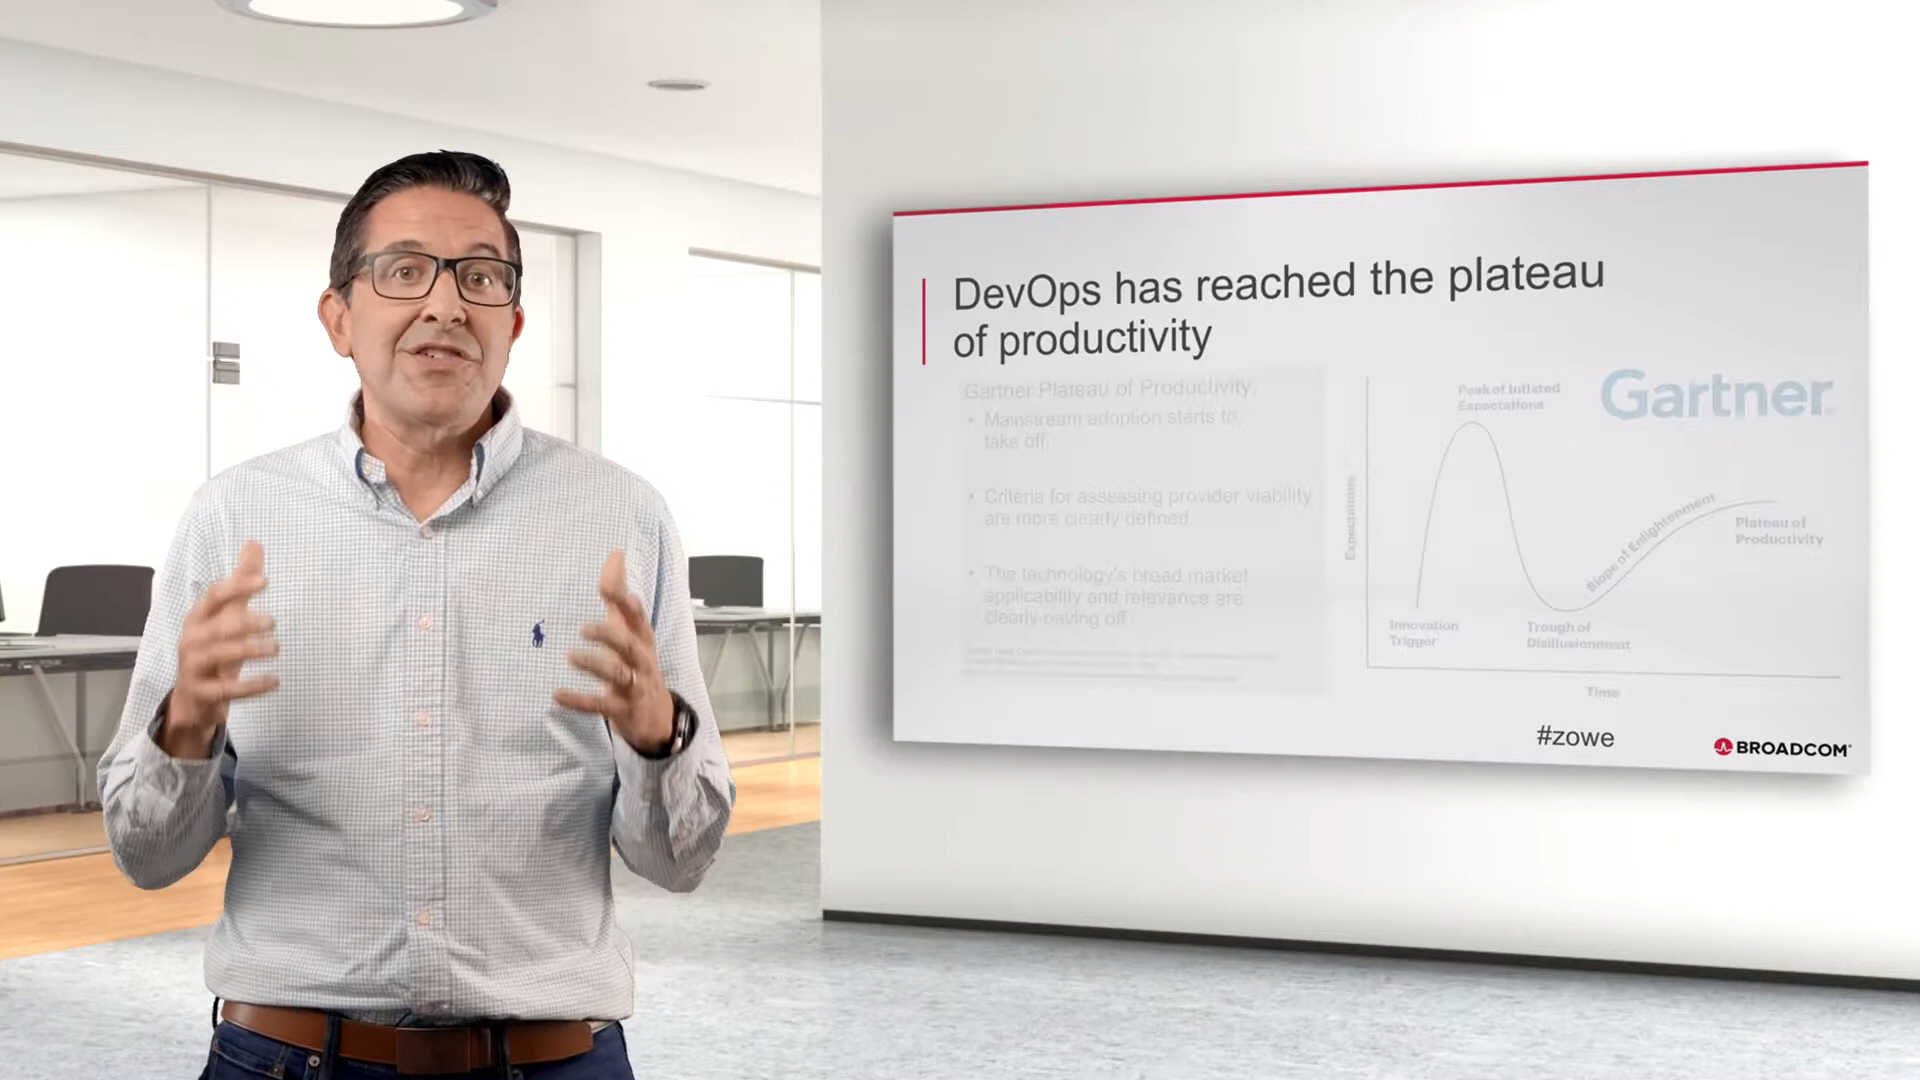 DevOps has reached the plateau
of productivity
Gartner Plateau of Productivity
• Mainstream adoption starts to
take off.
• Criteria for assessing provider viability
are more clearly defined.
• The technology's broad market
applicability and relevance are
clearly paying off
Gartner
Peak of Inflated
Expectations
Expectations
Slope of Enlightenment
Plateau of
Productivity
Innovation
Trigger
Trough of
Disillusionment
Time
#zowe
BROADCOM